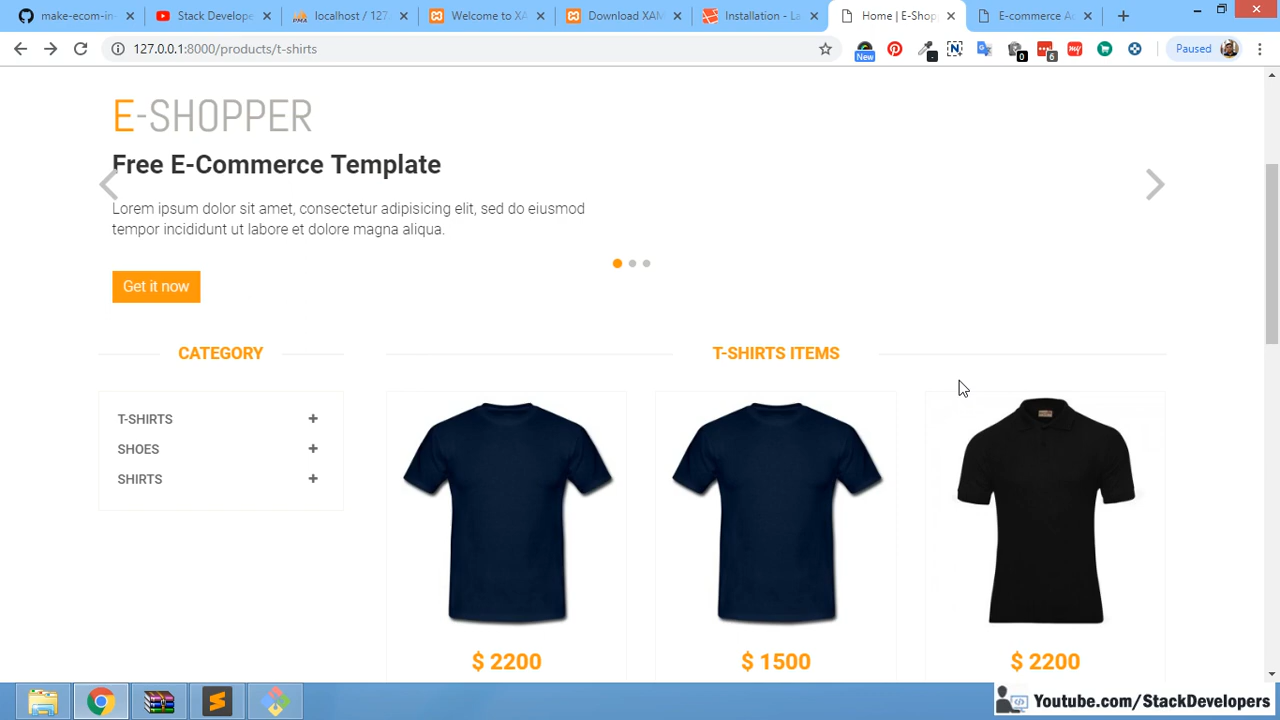 make-ecom-in-
Stack Develope
localhost / 127
Welcome to XA
Download XAM
Installation - La
Home | E-Shop
E-commerce A
127.0.0.1:8000/products/t-shirts
New
0
6
Paused
E-SHOPPER
Free E-Commerce Template
Lorem ipsum dolor sit amet, consectetur adipisicing elit, sed do eiusmod
tempor incididunt ut labore et dolore magna aliqua.
Get it now
CATEGORY
T-SHIRTS ITEMS
T-SHIRTS
SHOES
SHIRTS
$ 2200
$ 1500
$ 2200
Youtube.com/StackDevelopers